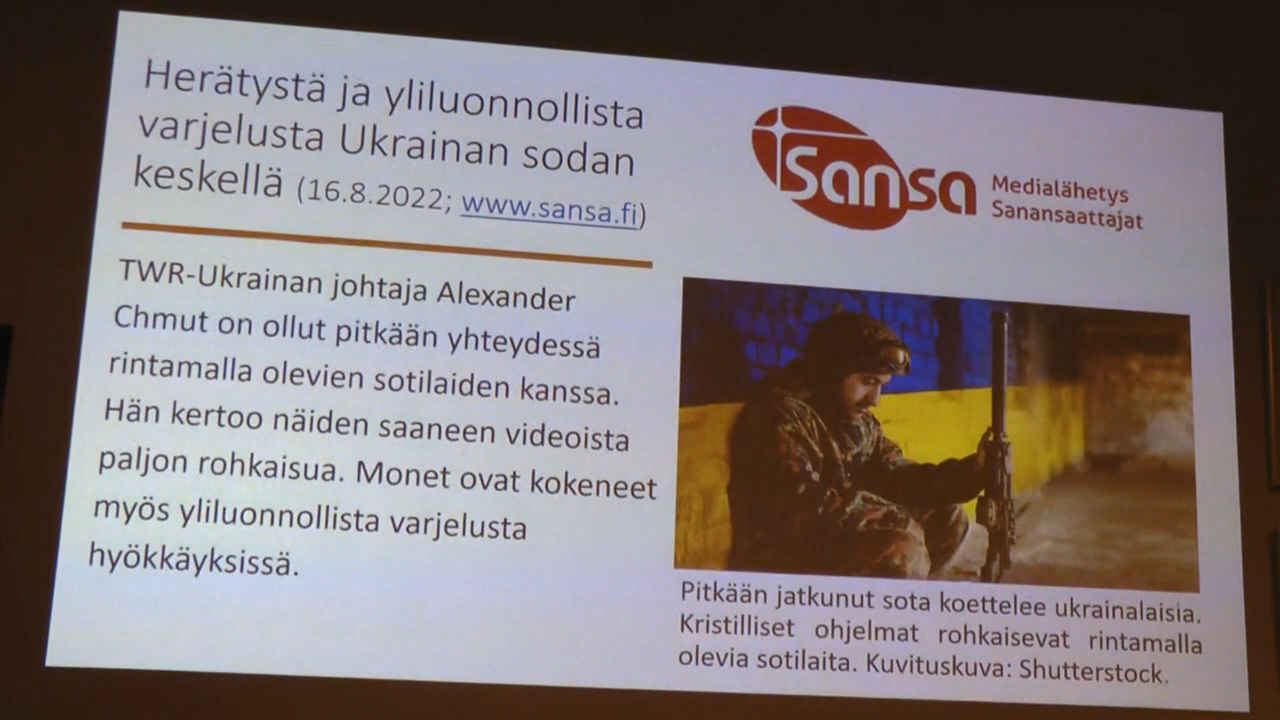 Herätystä ja yliluonnollista
varjelusta Ukrainan sodan
keskellä (16.8.2022; www.sansa.fi)
TWR-Ukrainan johtaja Alexander
Chmut on ollut pitkään yhteydessä
rintamalla olevien sotilaiden kanssa.
Hän kertoo näiden saaneen videoista
paljon rohkaisua. Monet ovat kokeneet
myös yliluonnollista varjelusta
hyökkäyksissä.
Sansa
Medialähetys
Sanansaattajat
Pitkään jatkunut sota koettelee ukrainalaisia.
Kristilliset ohjelmat rohkaisevat rintamalla
olevia sotilaita. Kuvituskuva: Shutterstock.